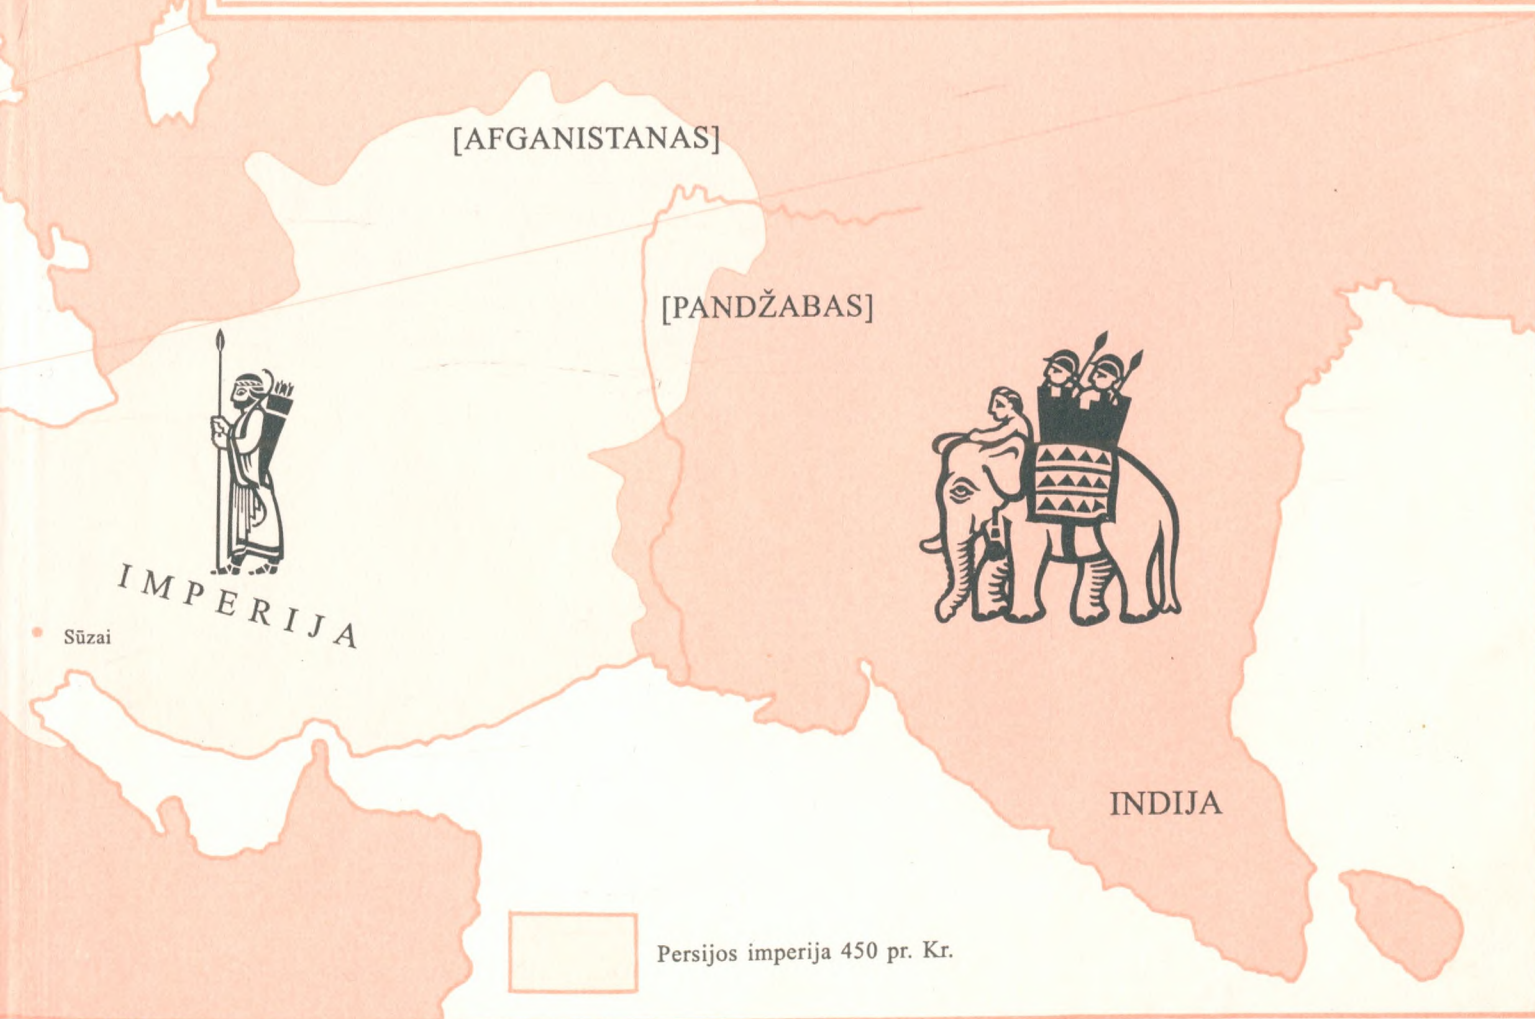 [AFGANISTANAS]
[PANDŽABAS]
IMPERIJA
Sūzai
INDIJA
Persijos imperija 450 pr. Kr.